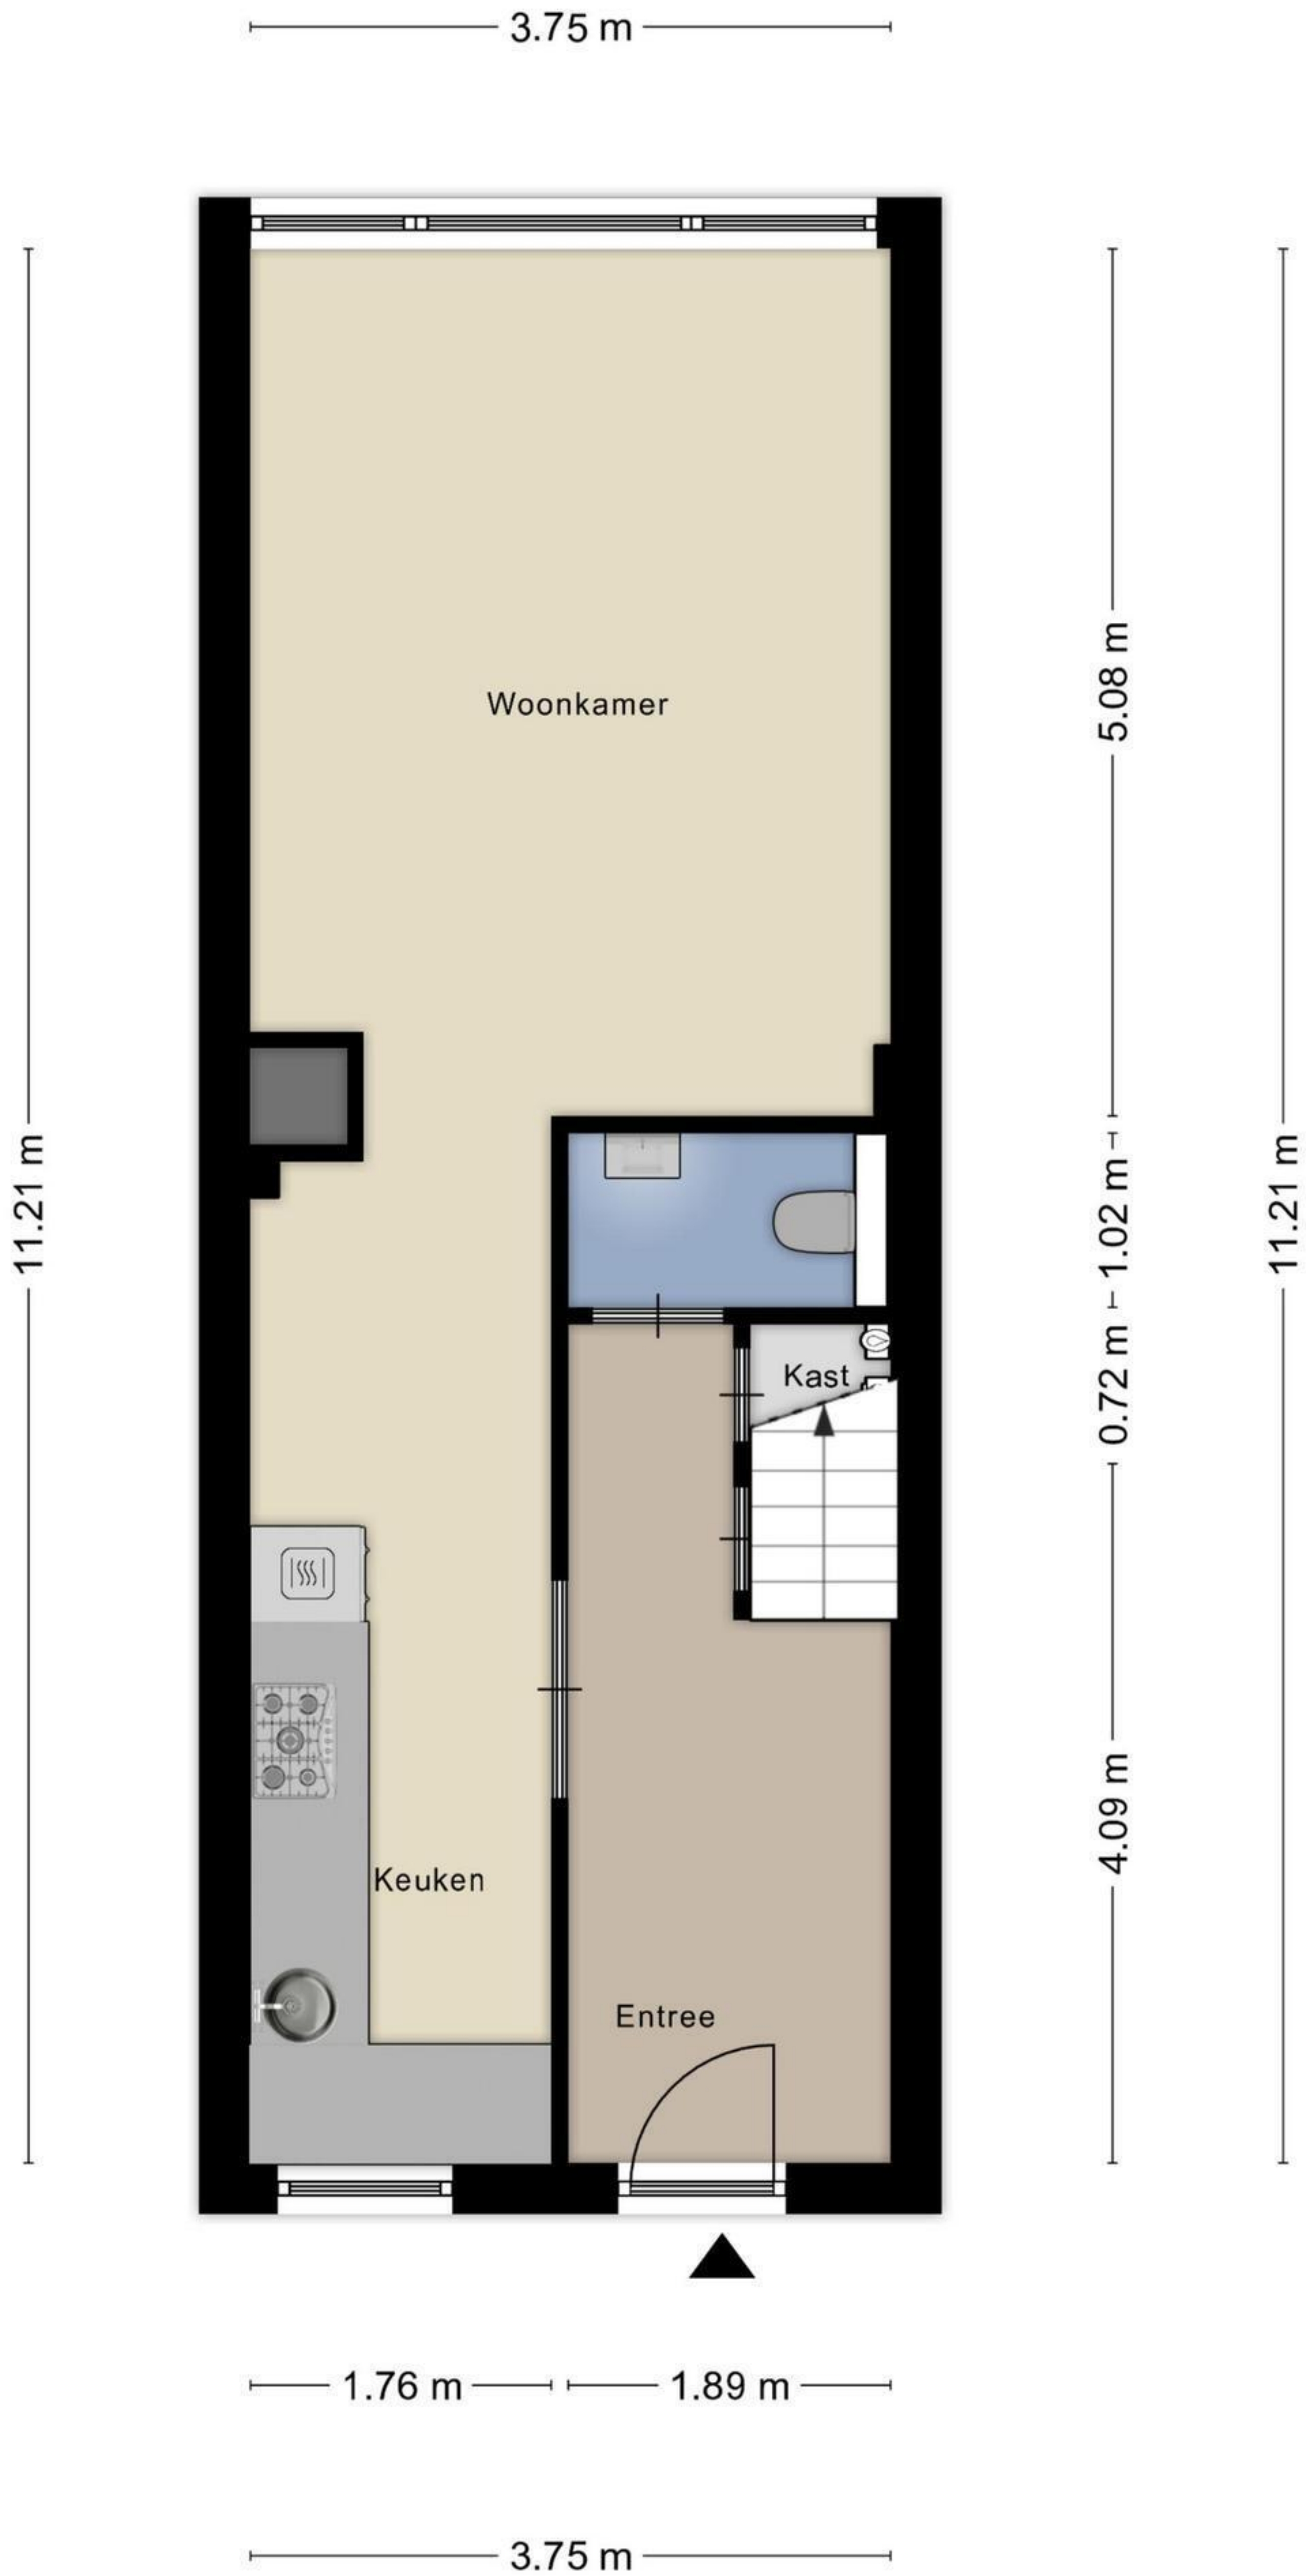 3.75 m
Woonkamer
5.08 m
11.21 m
1.02 m
11.21 m
0.72 m
Kast
4.09 m
Keuken
Entree
1.76 m
1.89 m
3.75 m